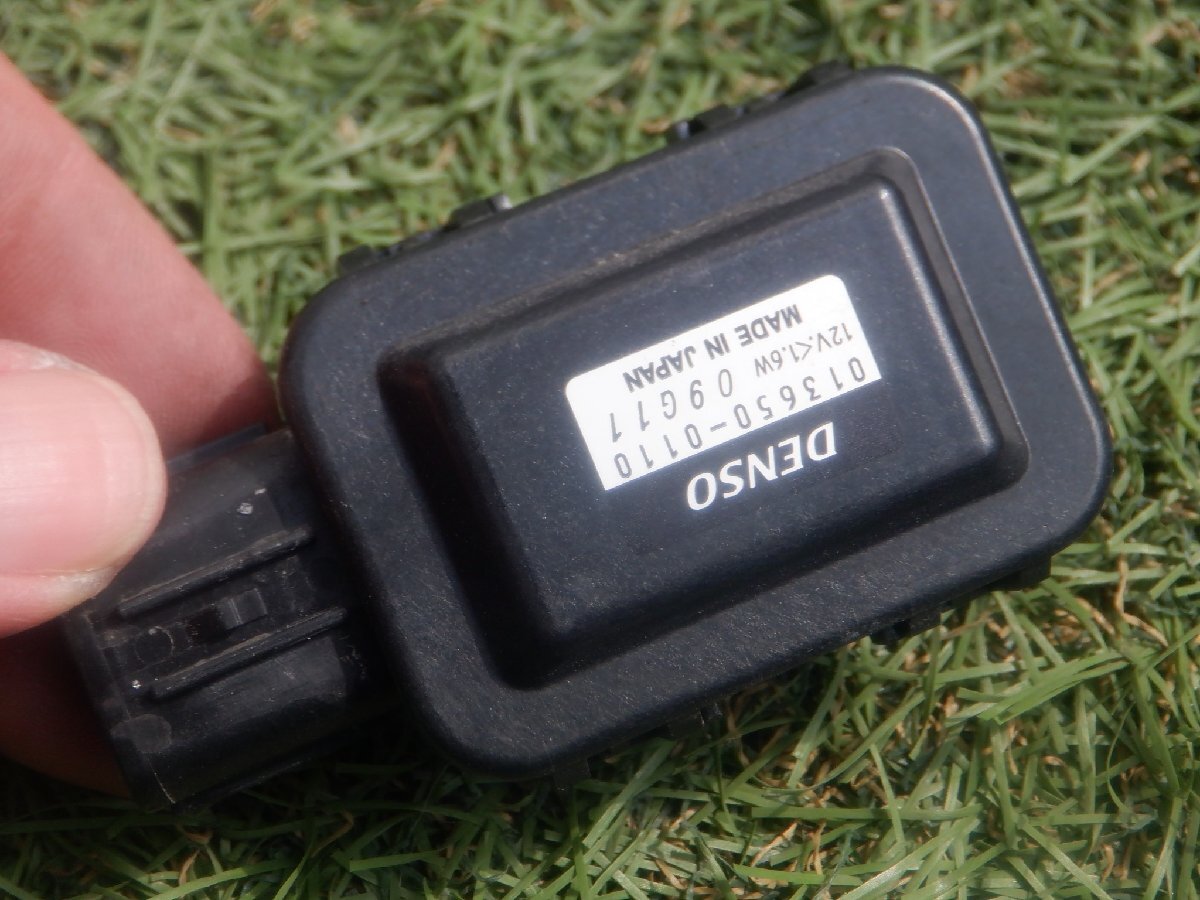 DENSO
013650-0110
12V.<1.6W 09G11
MADE IN JAPAN